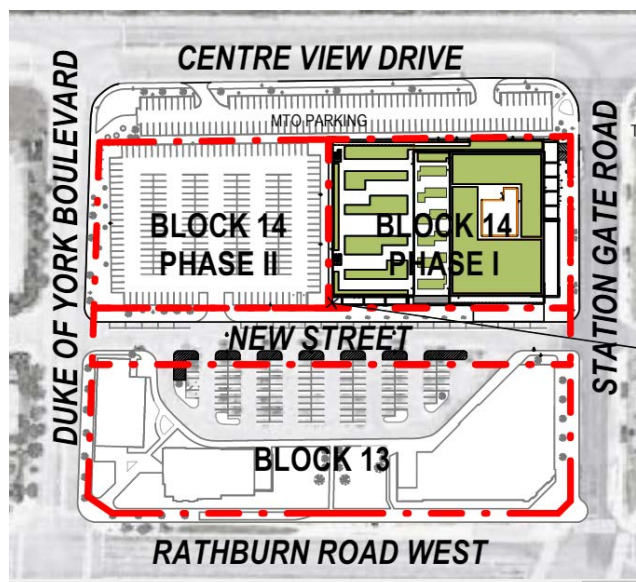 CENTRE VIEW DRIVE
DUKE OF YORK BOULEVARD
MTO PARKING
STATION GATE ROAD
BLOCK 14
PHASE II
BLOCK 14
PHASE I
NEW STREET
BLOCK 13
RATHBURN ROAD WEST